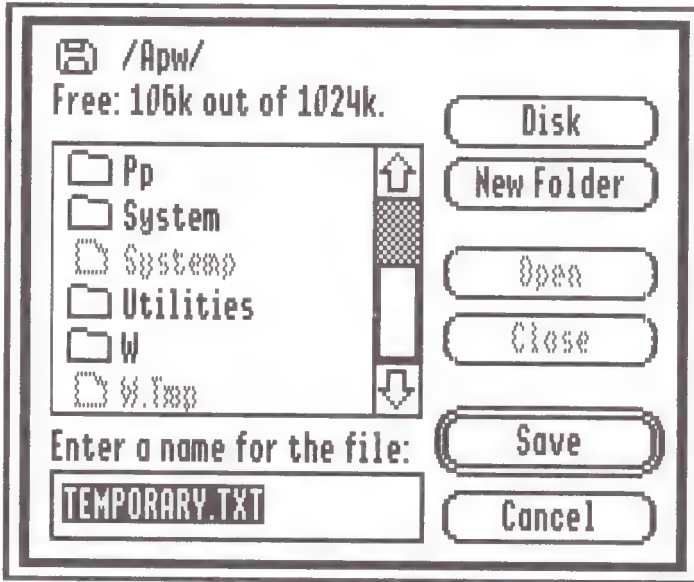 /Apw/
Free: 106k out of 1024k.
Disk
New Folder
Pp
System
Systemp
Utilities
W
W.Tmp
Open
Close
Enter a name for the file:
TEMPORARY.TXT
Save
Cancel